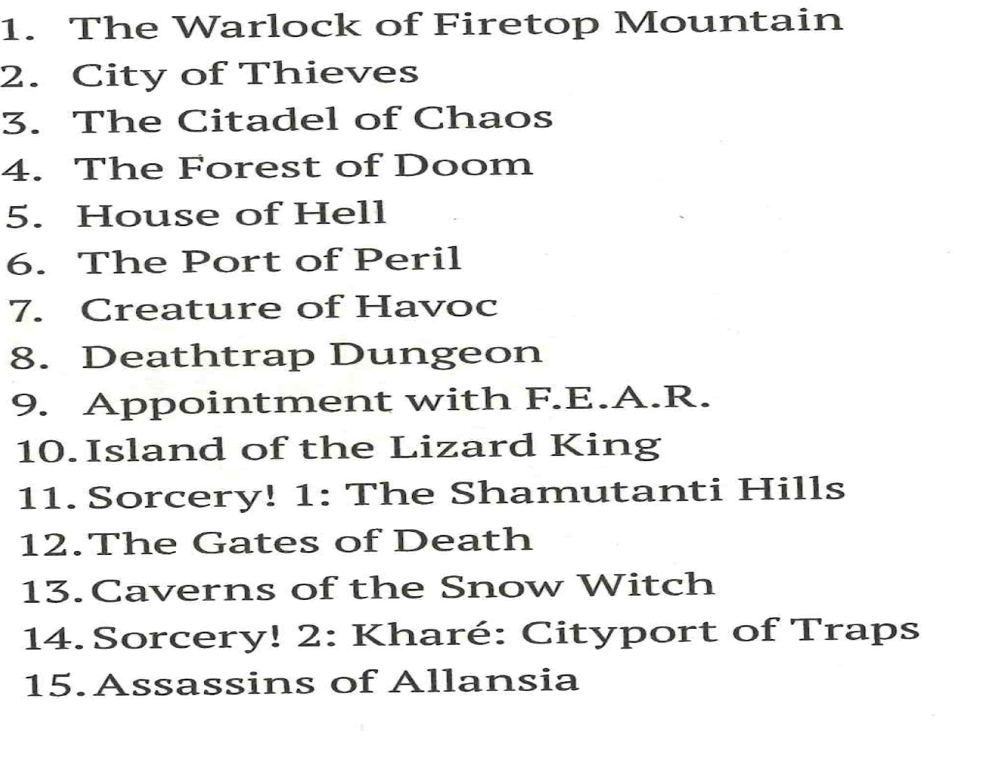 1. The Warlock of Firetop Mountain
2. City of Thieves
3. The Citadel of Chaos
4. The Forest of Doom
5. House of Hell
6. The Port of Peril
7. Creature of Havoc
8. Deathtrap Dungeon
9. Appointment with F.E.A.R.
10. Island of the Lizard King
11. Sorcery! 1: The Shamutanti Hills
12. The Gates of Death
13. Caverns of the Snow Witch
14. Sorcery! 2: Kharé: Cityport of Traps
15. Assassins of Allansia